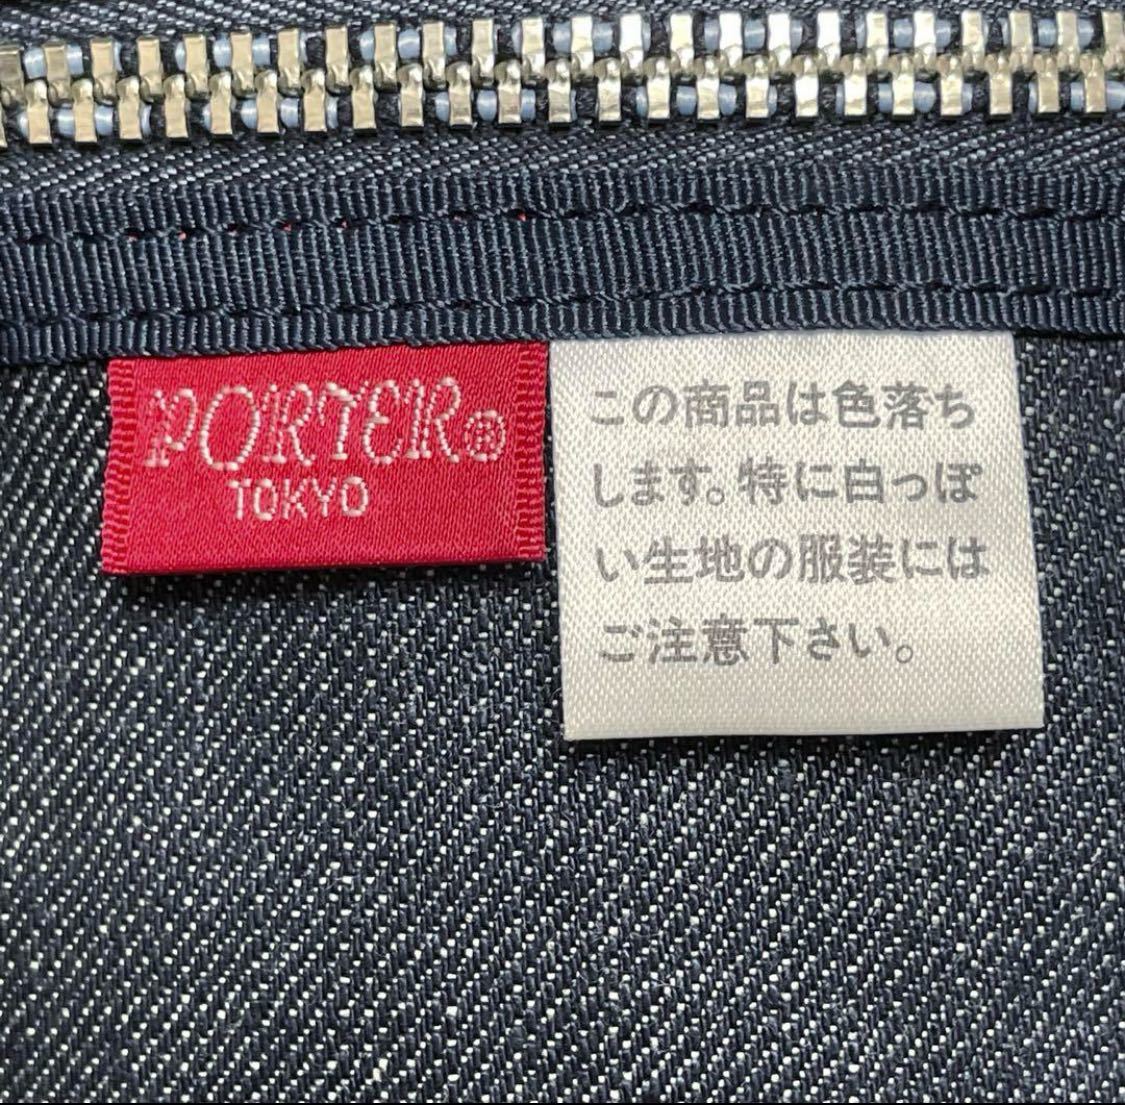 PORTER®
TOKYO
この商品は色落ち
します。特に白っぽ
い生地の服装には
ご注意下さい。